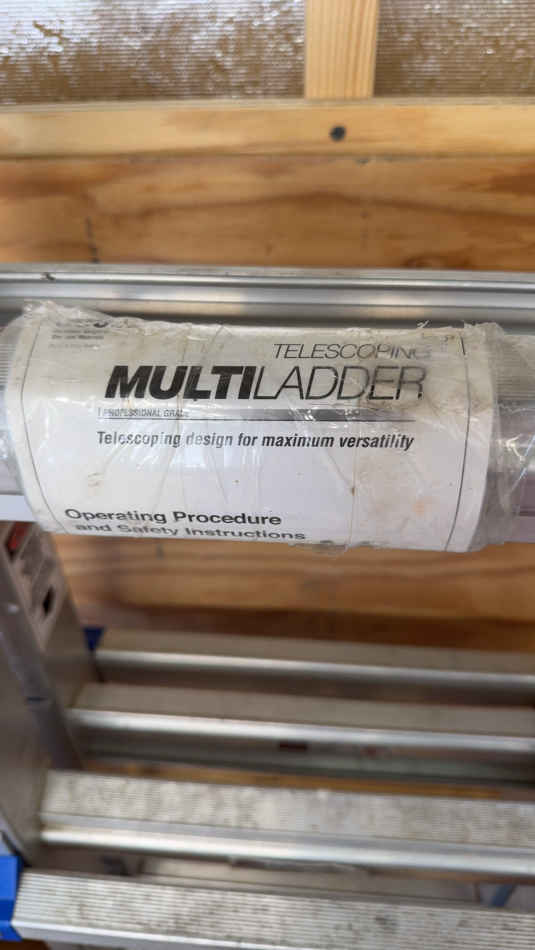 TELESCOPING
MULTILADDER
PROFESSIONAL GRADE
Telescoping design for maximum versatility
Operating Procedure
and Safety Instructions